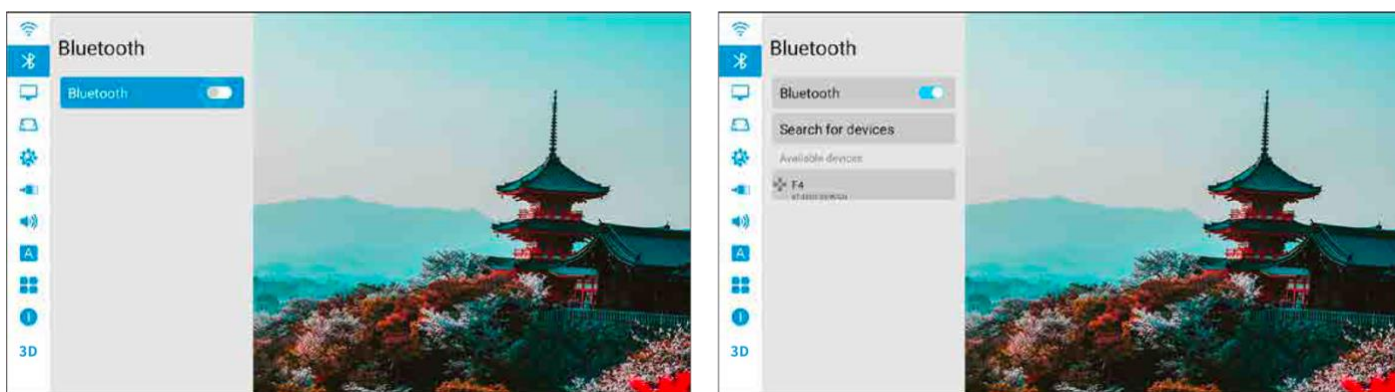 Bluetooth
Bluetooth
A
3D
Bluetooth
Bluetooth
Search for devices
Available devices
F4
A
3D